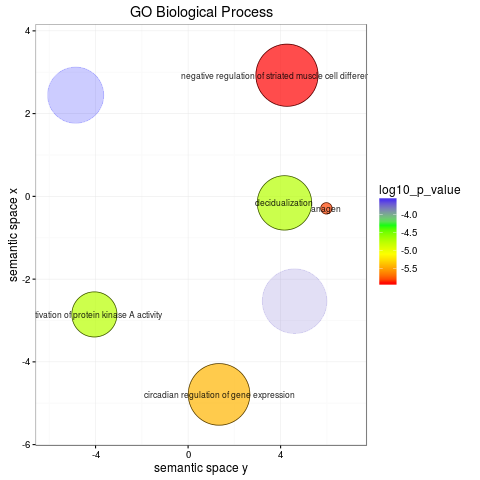 GO Biological Process
4
2
0
-2
-4
-6
semantic space x
negative regulation of striated muscle cell differer
decidualization
anagen
tivation of protein kinase A activity
circadian regulation of gene expression
-4
0
4
semantic space y
log10_p_value
-4.0
-4.5
-5.0
-5.5